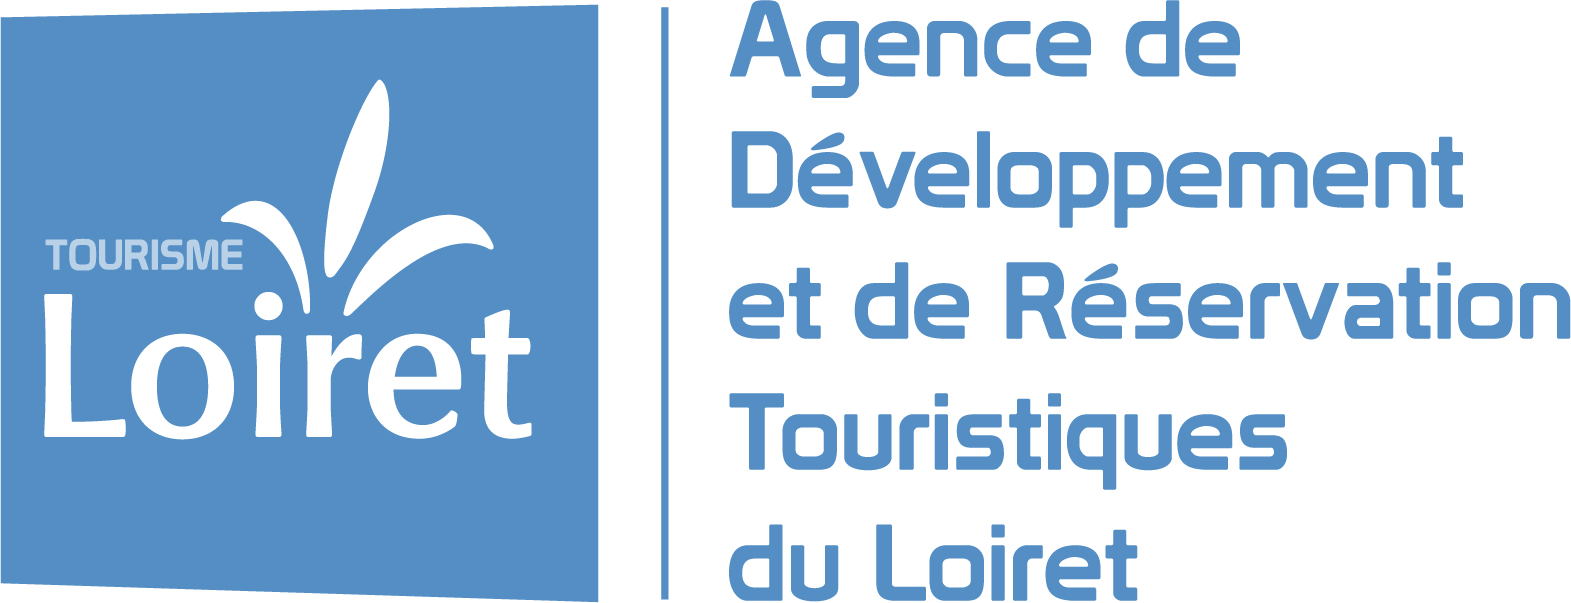 TOURISME
Loiret
Agence de
Développement
et de Réservation
Touristiques
du Loiret